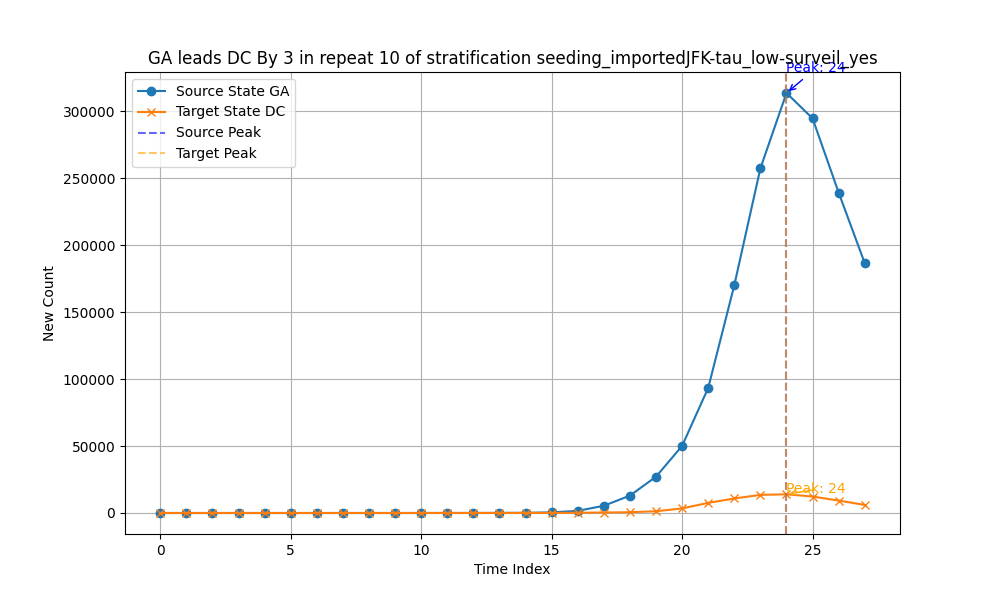 GA leads DC By 3 in repeat 10 of stratification seeding_importedJFK-tau_low-surveil_yes
Peak: 24
Source State GA
Target State DC
Source Peak
Target Peak
300000
250000
200000
150000
100000
50000
0
New Count
Peak: 24
0
5
10
15
20
25
Time Index